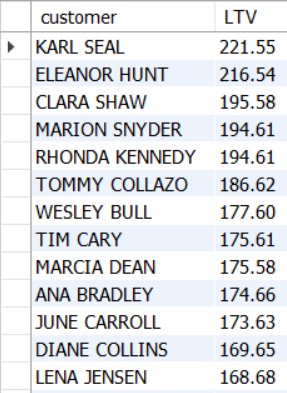 customer LTV
KARL SEAL 221.55
ELEANOR HUNT 216.54
CLARA SHAW 195.58
MARION SNYDER 194.61
RHONDA KENNEDY 194.61
TOMMY COLLAZO 186.62
WESLEY BULL 177.60
TIM CARY 175.61
MARCIA DEAN 175.58
ANA BRADLEY 174.66
JUNE CARROLL 173.63
DIANE COLLINS 169.65
LENA JENSEN 168.68